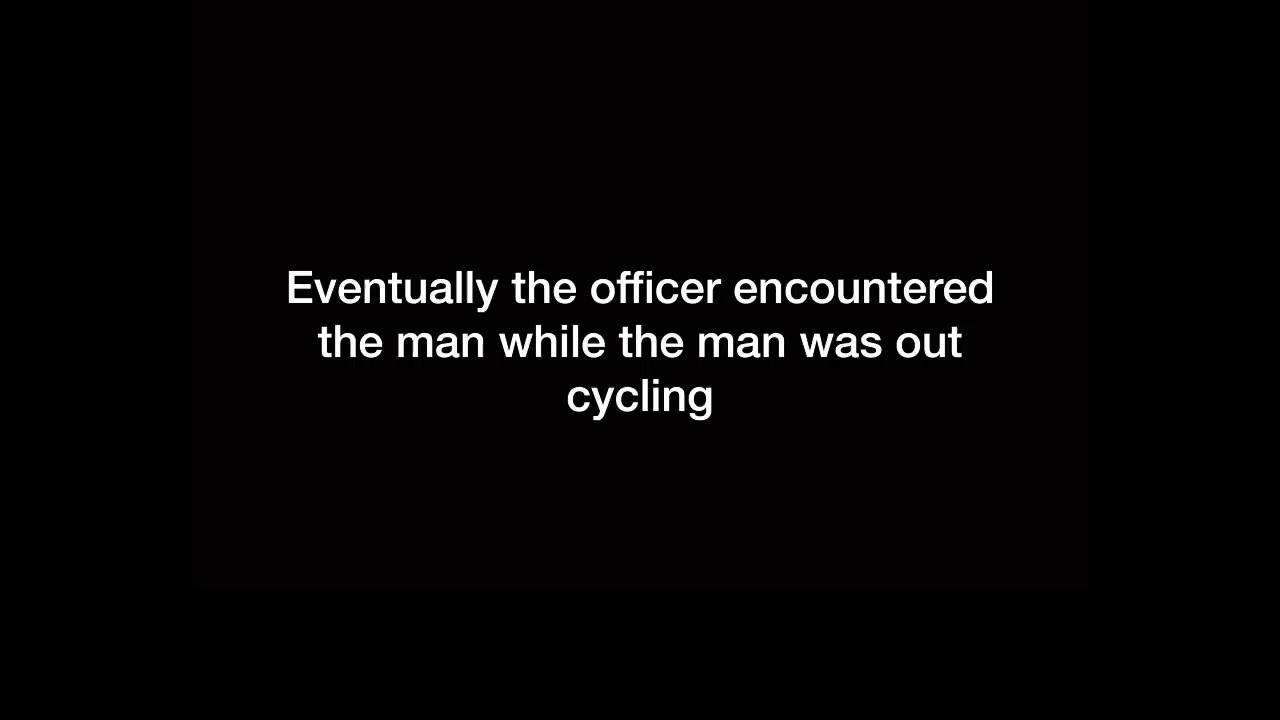 Eventually the officer encountered
the man while the man was out
cycling